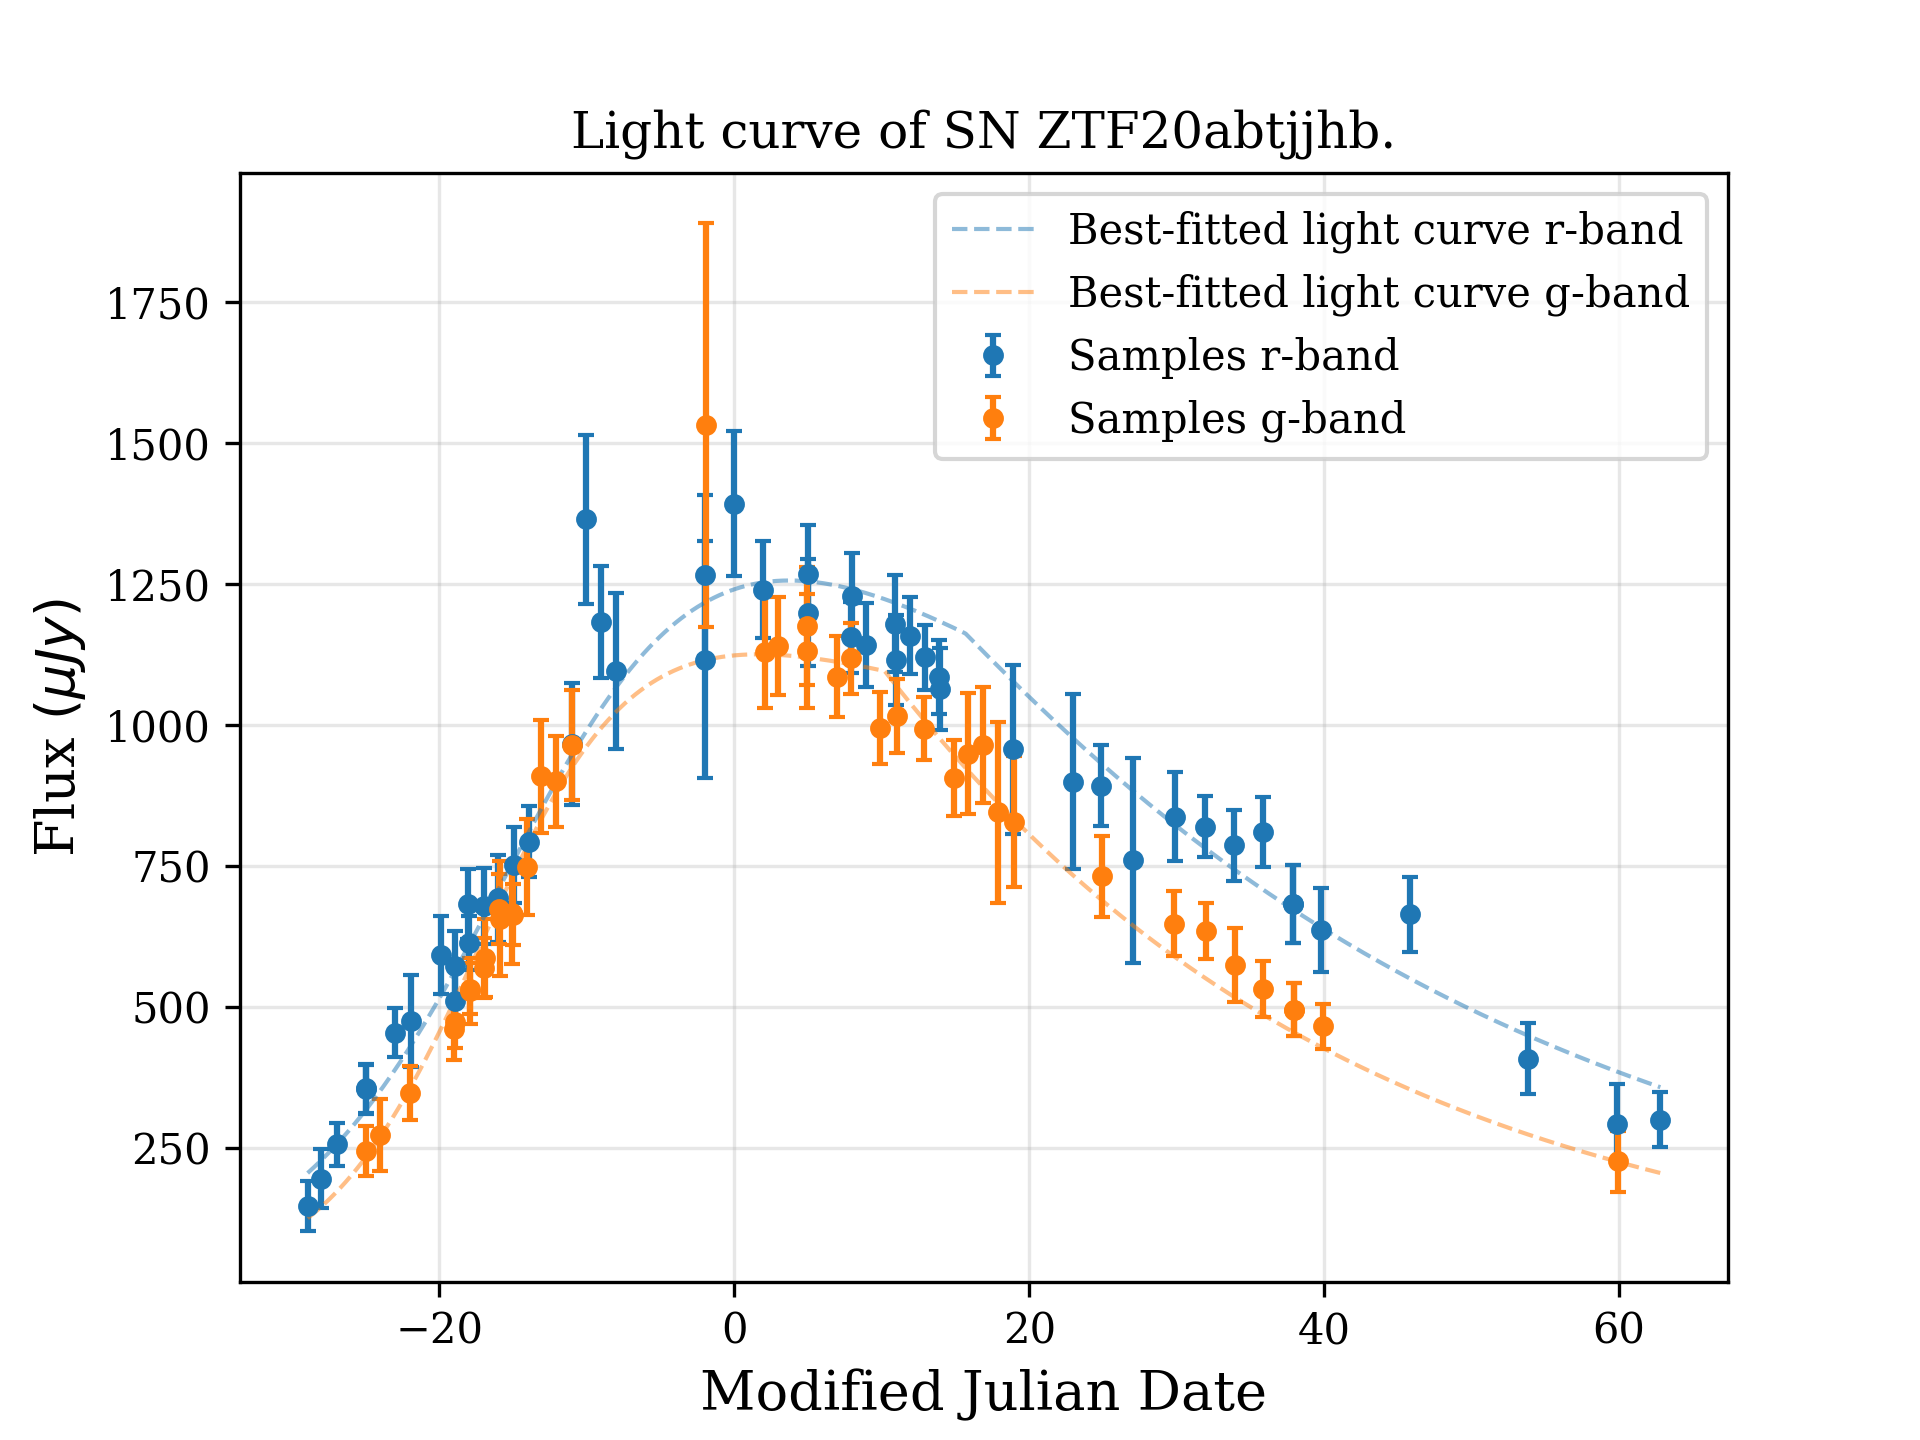 Light curve of SN ZTF20abtjjhb.
Best-fitted light curve r-band
Best-fitted light curve g-band
Samples r-band
Samples g-band
1750
1500
1250
1000
750
500
250
Flux (μJy)
−20 0 20 40 60
Modified Julian Date